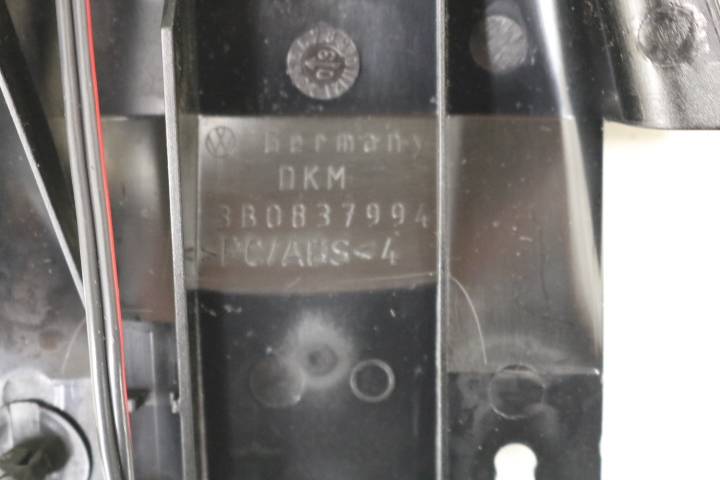 Germany
DKM
3B0837994
>PC/ABS<4